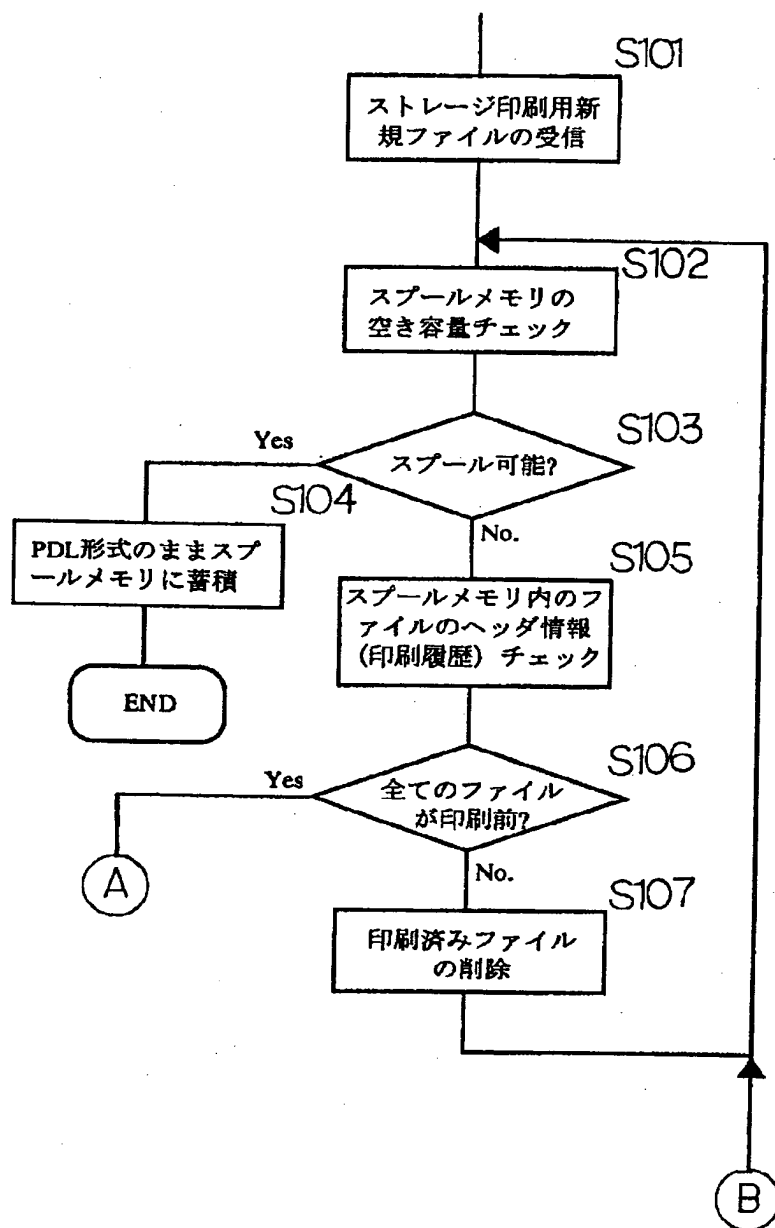 S101
ストレージ印刷用新
規ファイルの受信
S102
スプールメモリの
空き容量チェック
S103
Yes
スプール可能?
S104
No.
PDL形式のままスプ
ールメモリに蓄積
S105
スプールメモリ内のフ
ァイルのヘッダ情報
(印刷履歴) チェック
END
S106
Yes
全てのファイル
が印刷前?
A
No.
S107
印刷済みファイル
の削除
B